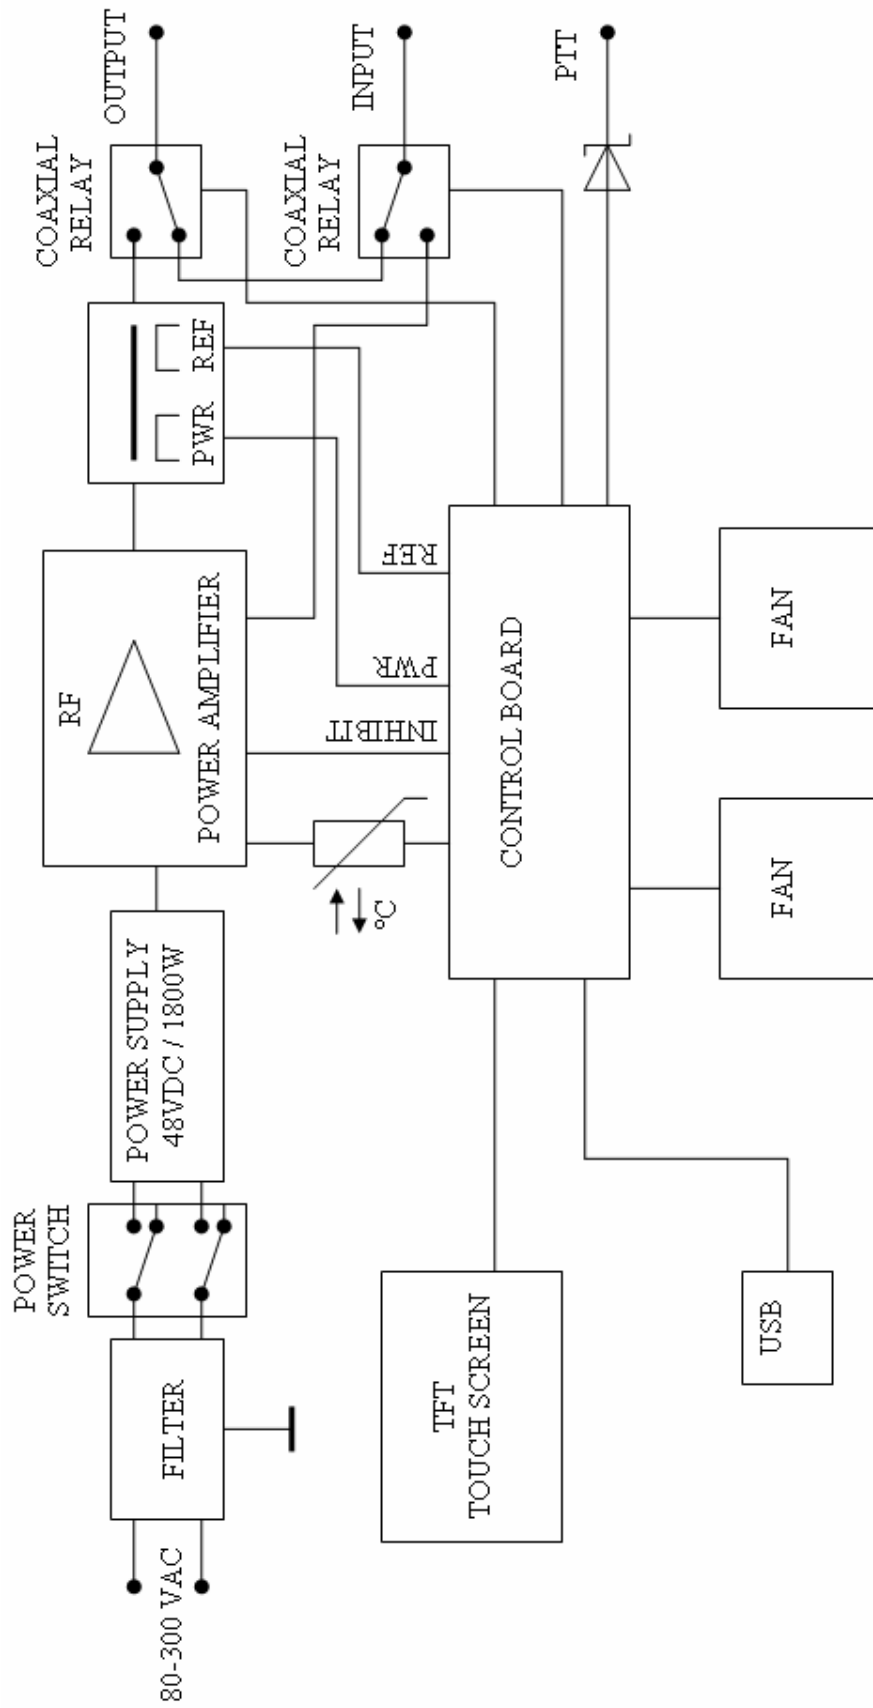 80-300 VAC
FILTER
POWER
SWITCH
POWER SUPPLY
48VDC / 1800W
RF
POWER AMPLIFIER
PWR
REF
COAXIAL
RELAY
OUTPUT
COAXIAL
RELAY
INPUT
PTT
°C
INHIBIT
PWR
REF
CONTROL BOARD
TFT
TOUCH SCREEN
USB
FAN
FAN